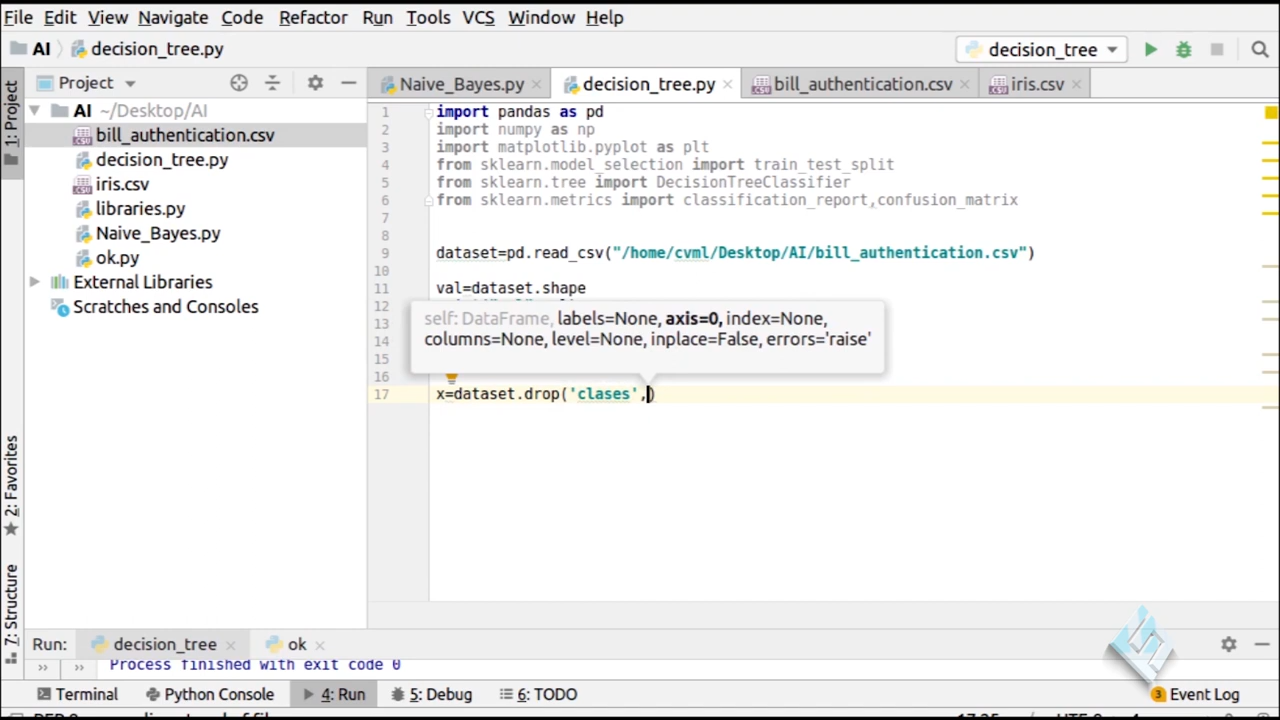 File Edit View Navigate Code Refactor Run Tools VCS Window Help
AI decision_tree.py decision_tree
1: Project
Project
Naive_Bayes.py decision_tree.py bill_authentication.csv iris.csv
AI ~/Desktop/AI
bill_authentication.csv
decision_tree.py
iris.csv
libraries.py
Naive_Bayes.py
ok.py
External Libraries
Scratches and Consoles
1 import pandas as pd
2 import numpy as np
3 import matplotlib.pyplot as plt
4 from sklearn.model_selection import train_test_split
5 from sklearn.tree import DecisionTreeClassifier
6 from sklearn.metrics import classification_report,confusion_matrix
7
8
9 dataset=pd.read_csv("/home/cvml/Desktop/AI/bill_authentication.csv")
10
11 val=dataset.shape
12
13
14
15
16
self: DataFrame, labels=None, axis=0, index=None,
columns=None, level=None, inplace=False, errors='raise'
17 x=dataset.drop('clases',)
2: Favorites
7: Structure
Run: decision_tree ok
Process finished with exit code 0
Terminal Python Console 4: Run 5: Debug 6: TODO 3 Event Log